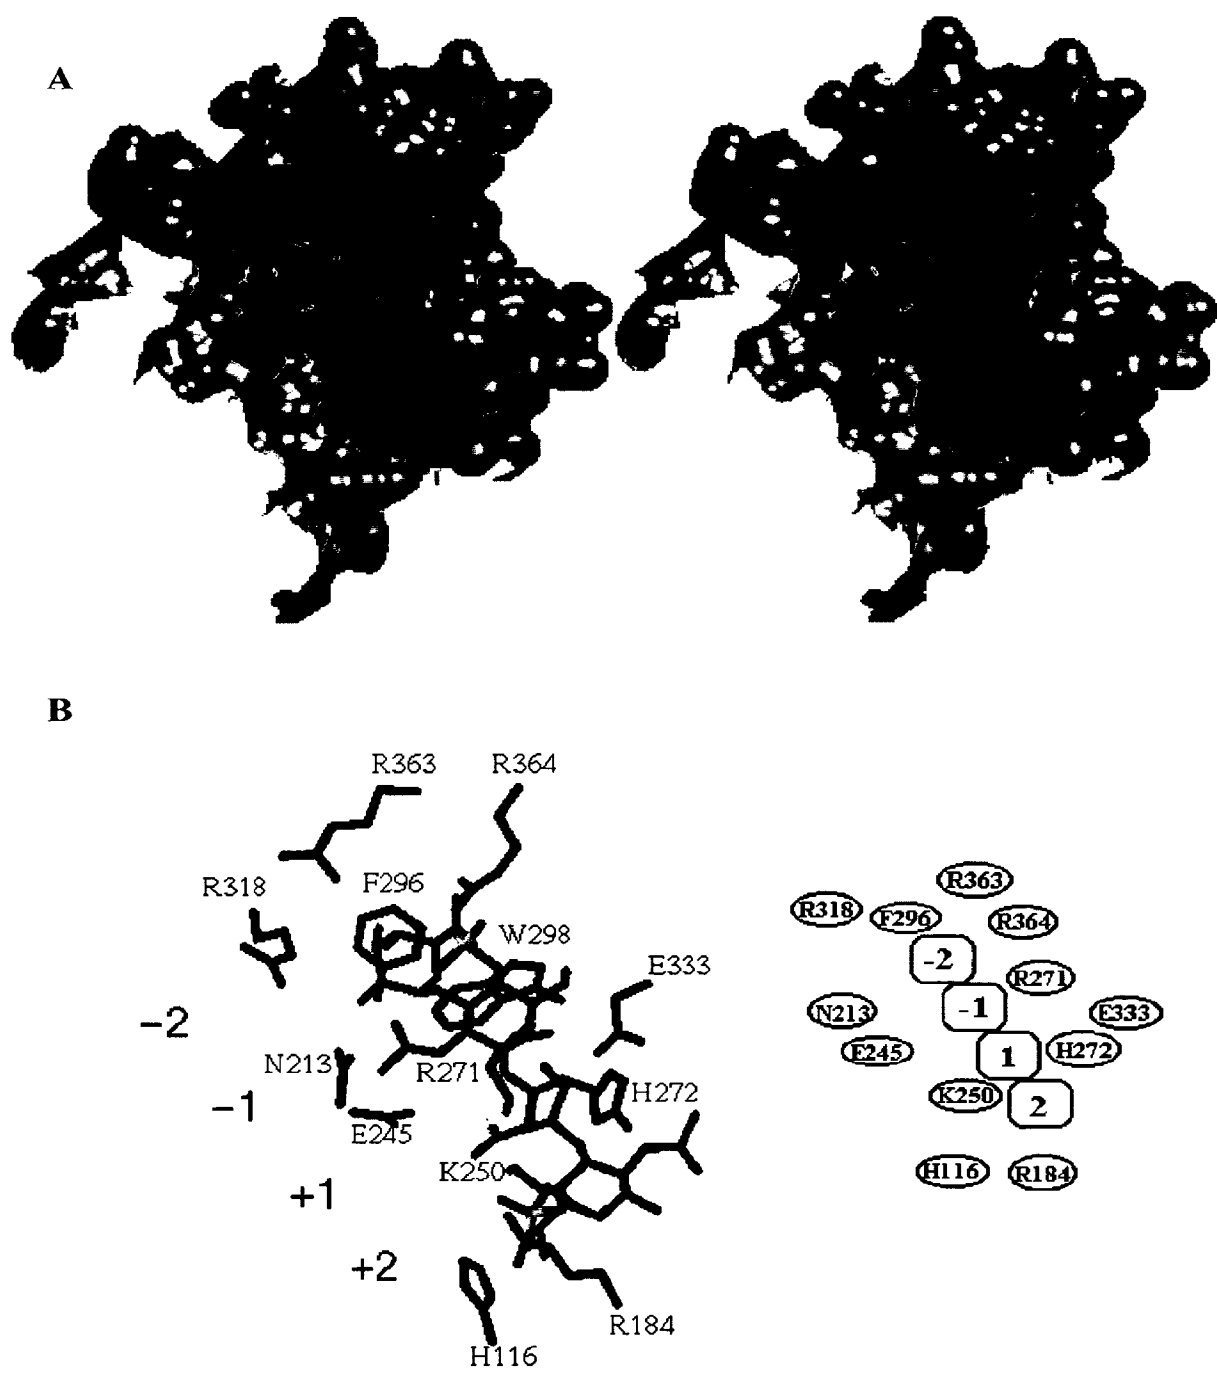 A
B
R363 R364
R318 F296
W298
E333
−2
N213 R271
H272
−1
E245
K250
+1
+2
R184
H116
R363
R318 F296 R364
-2
R271
-1
N213 E333
E245 1 H272
K250 2
H116 R184